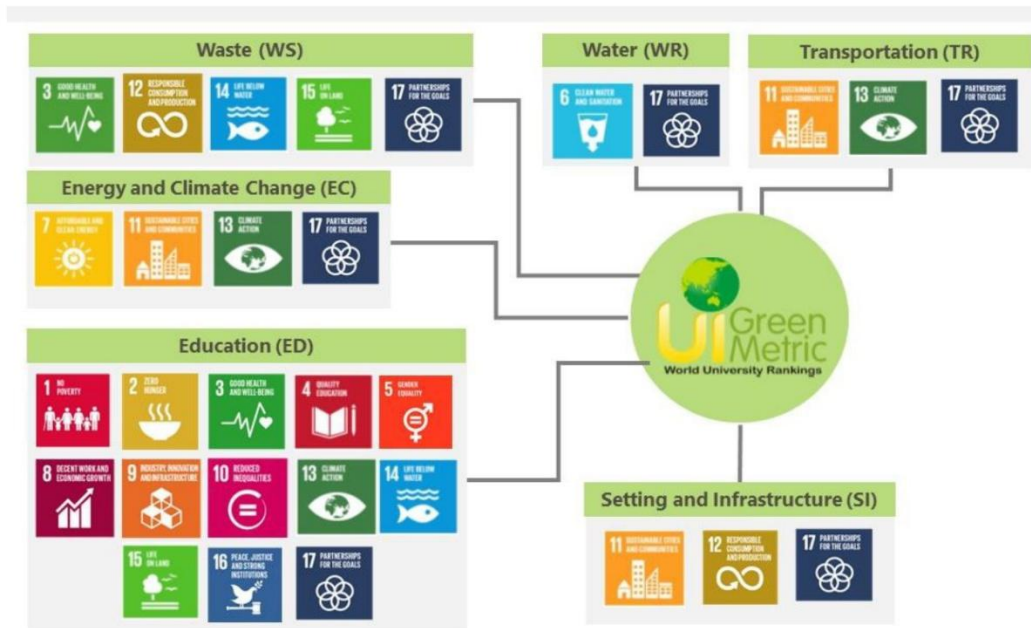 Waste (WS)
3 GOOD HEALTH
AND WELL-BEING
12 RESPONSIBLE
CONSUMPTION
AND PRODUCTION
14 LIFE BELOW
WATER
15 LIFE
ON LAND
17 PARTNERSHIPS
FOR THE GOALS
Water (WR)
6 CLEAN WATER
AND SANITATION
17 PARTNERSHIPS
FOR THE GOALS
Transportation (TR)
11 SUSTAINABLE CITIES
AND COMMUNITIES
13 CLIMATE
ACTION
17 PARTNERSHIPS
FOR THE GOALS
Energy and Climate Change (EC)
7 AFFORDABLE AND
CLEAN ENERGY
11 SUSTAINABLE CITIES
AND COMMUNITIES
13 CLIMATE
ACTION
17 PARTNERSHIPS
FOR THE GOALS
UI Green
Metric
World University Rankings
Education (ED)
1 NO
POVERTY
2 ZERO
HUNGER
3 GOOD HEALTH
AND WELL-BEING
4 QUALITY
EDUCATION
5 GENDER
EQUALITY
8 DECENT WORK AND
ECONOMIC GROWTH
9 INDUSTRY, INNOVATION
AND INFRASTRUCTURE
10 REDUCED
INEQUALITIES
13 CLIMATE
ACTION
14 LIFE BELOW
WATER
15 LIFE
ON LAND
16 PEACE, JUSTICE
AND STRONG
INSTITUTIONS
17 PARTNERSHIPS
FOR THE GOALS
Setting and Infrastructure (SI)
11 SUSTAINABLE CITIES
AND COMMUNITIES
12 RESPONSIBLE
CONSUMPTION
AND PRODUCTION
17 PARTNERSHIPS
FOR THE GOALS